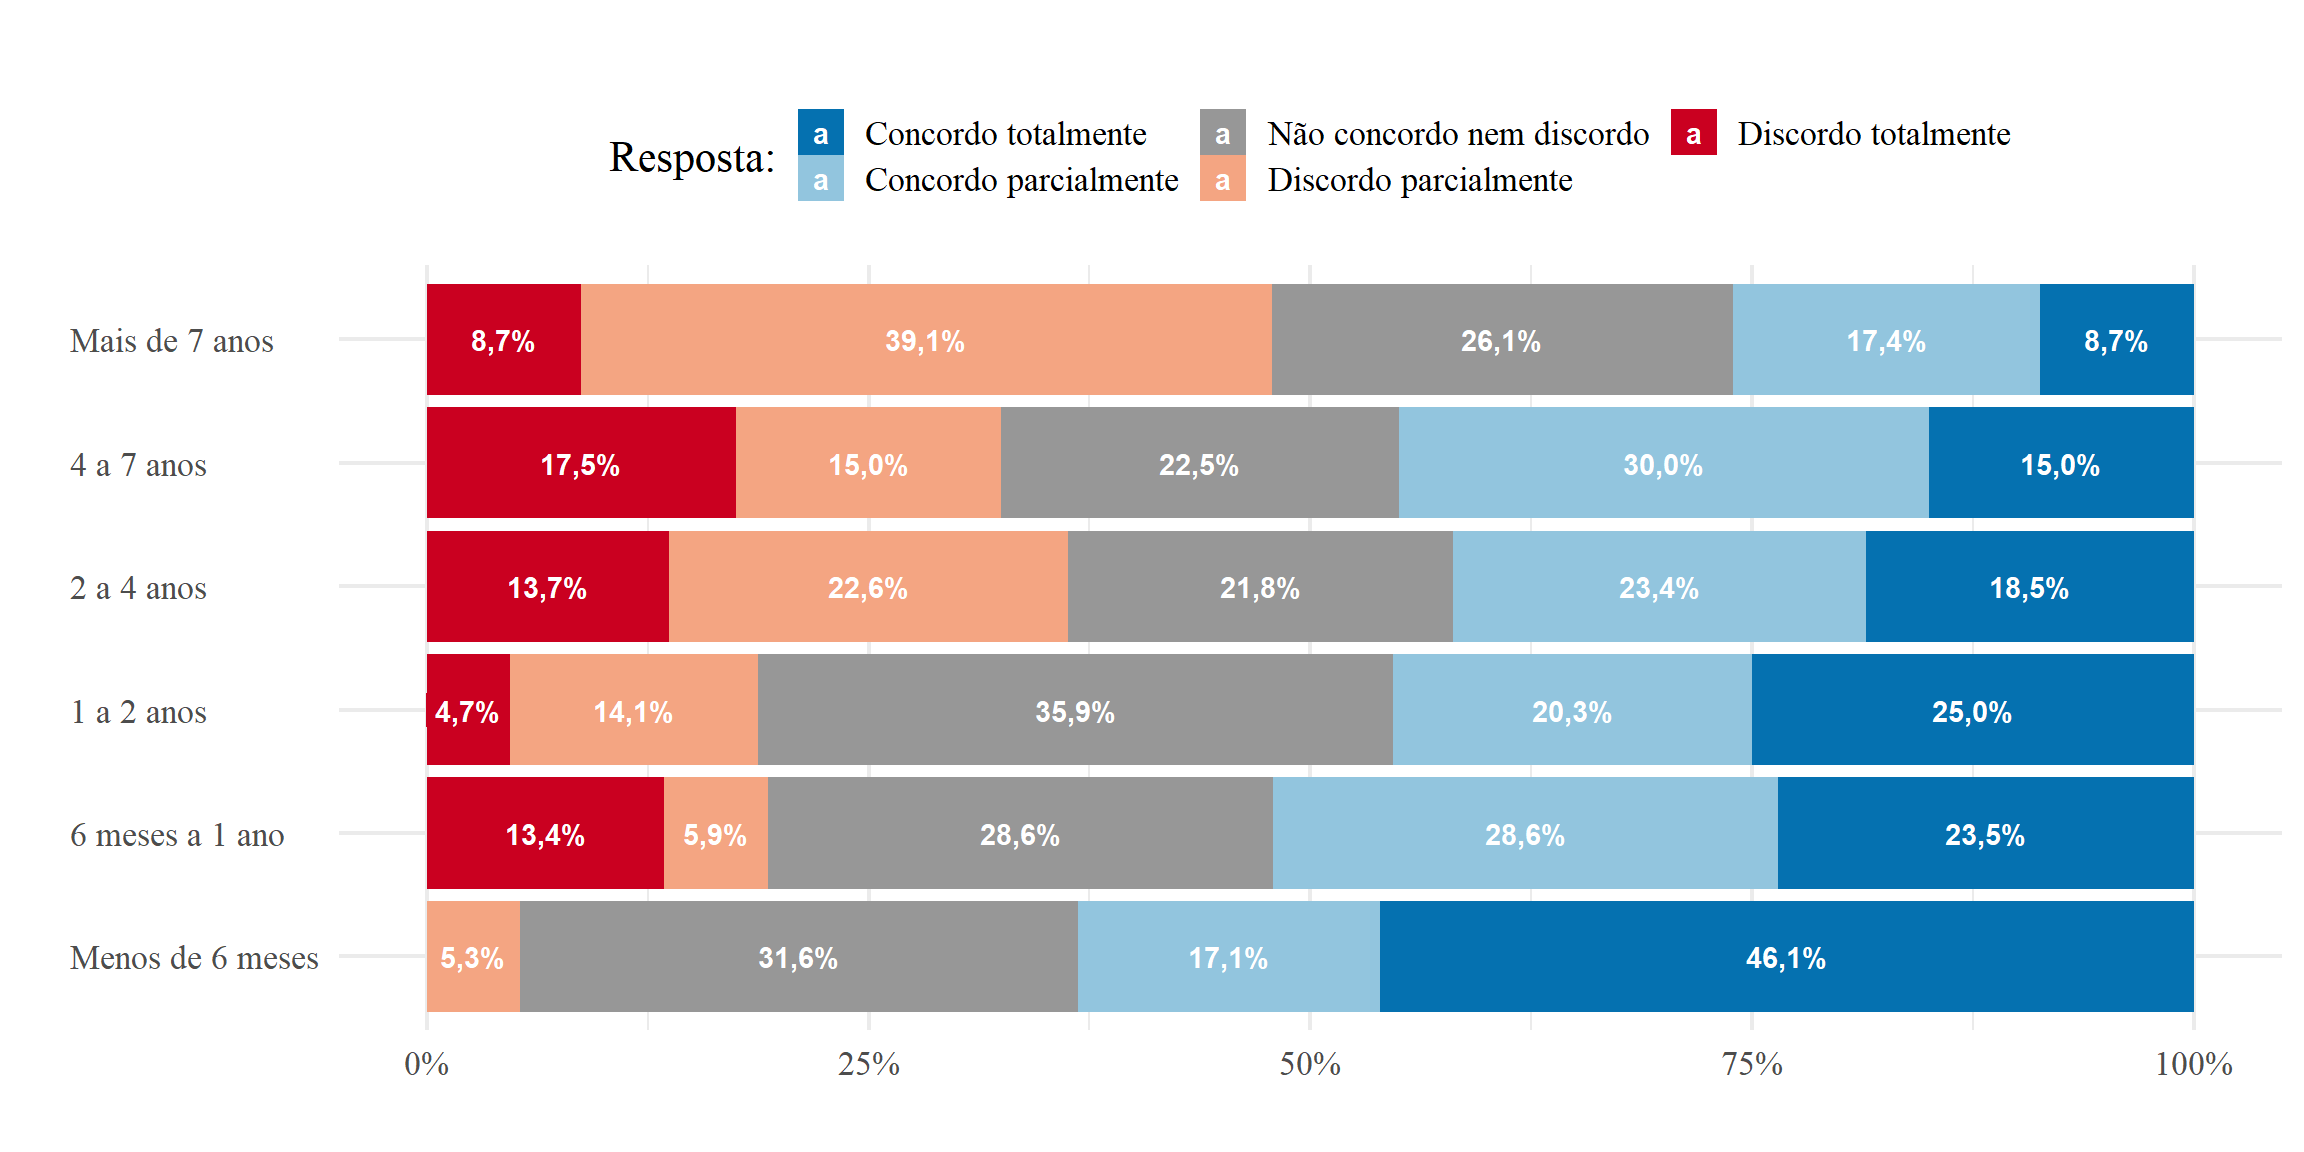 Resposta:
a Concordo totalmente
a Concordo parcialmente
a Não concordo nem discordo
a Discordo parcialmente
a Discordo totalmente
Mais de 7 anos 8,7% 39,1% 26,1% 17,4% 8,7%
4 a 7 anos 17,5% 15,0% 22,5% 30,0% 15,0%
2 a 4 anos 13,7% 22,6% 21,8% 23,4% 18,5%
1 a 2 anos 4,7% 14,1% 35,9% 20,3% 25,0%
6 meses a 1 ano 13,4% 5,9% 28,6% 28,6% 23,5%
Menos de 6 meses 5,3% 31,6% 17,1% 46,1%
0% 25% 50% 75% 100%